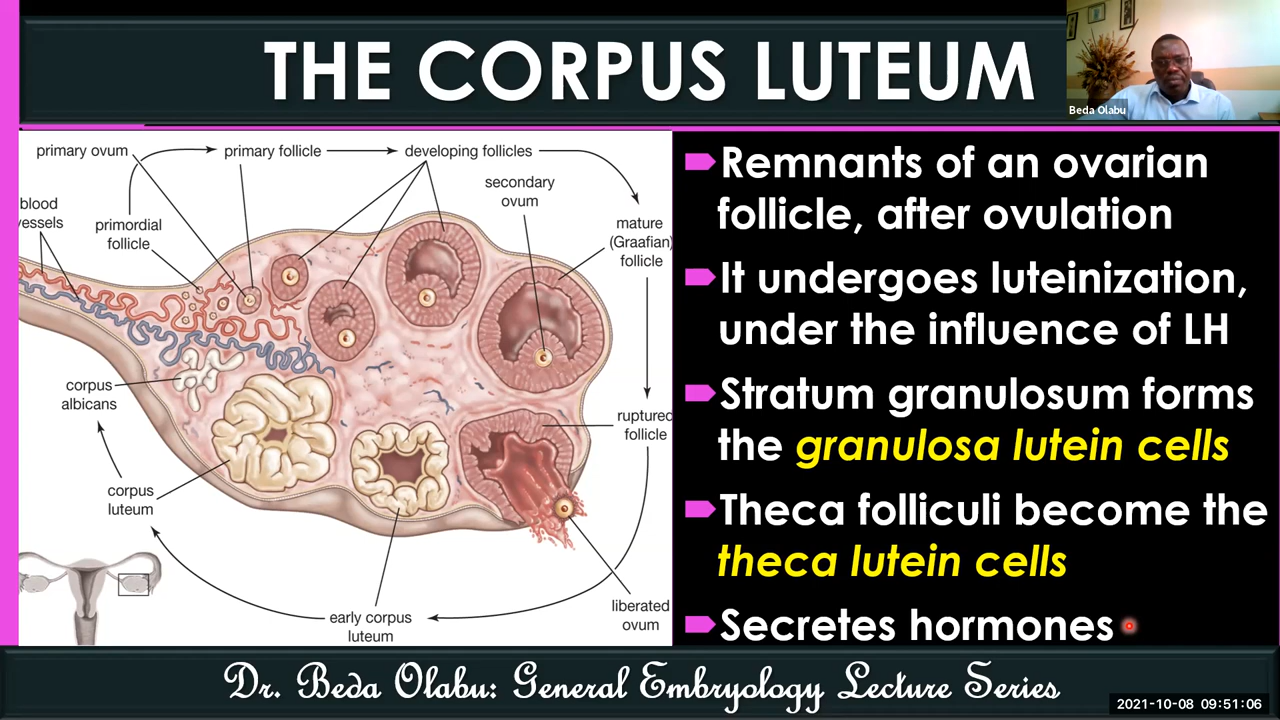 THE CORPUS LUTEUM
Beda Olabu
primary ovum
primary follicle
developing follicles
secondary
ovum
blood
vessels
primordial
follicle
mature
(Graafian)
follicle
corpus
albicans
ruptured
follicle
corpus
luteum
early corpus
luteum
liberated
ovum
Remnants of an ovarian
follicle, after ovulation
It undergoes luteinization,
under the influence of LH
Stratum granulosum forms
the granulosa lutein cells
Theca folliculi become the
theca lutein cells
Secretes hormones
Dr. Beda Olabu: General Embryology Lecture Series
2021-10-08 09:51:06